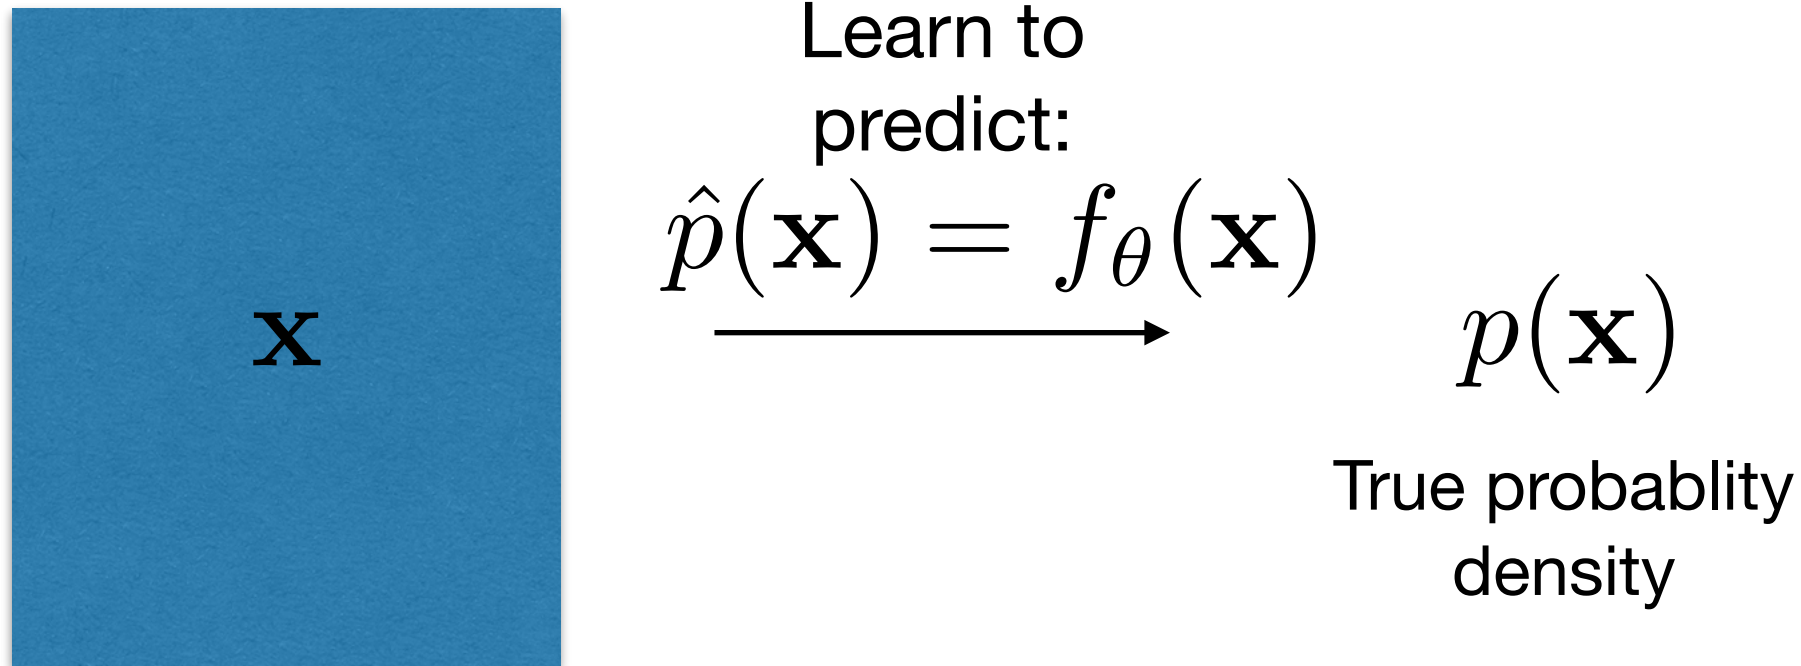 x
Learn to
predict:
p̂(x) = f_θ(x)
p(x)
True probablity
density